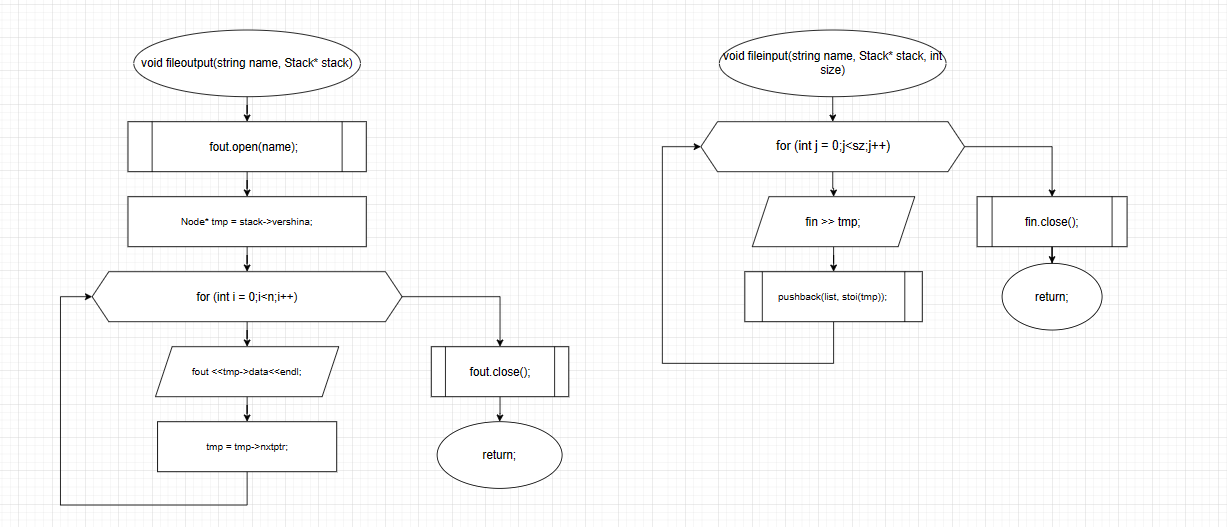 void fileoutput(string name, Stack* stack)
fout.open(name);
Node* tmp = stack->vershina;
for (int i = 0;i<n;i++)
fout <<tmp->data<<endl;
tmp = tmp->nxtptr;
fout.close();
return;
void fileinput(string name, Stack* stack, int
size)
for (int j = 0;j<sz;j++)
fin >> tmp;
pushback(list, stoi(tmp));
fin.close();
return;